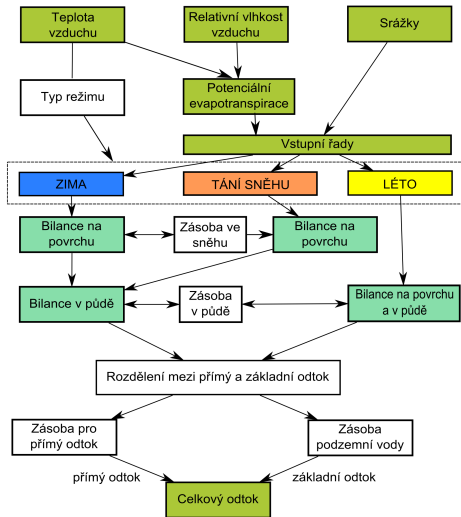 Teplota
vzduchu
Relativní vlhkost
vzduchu
Srážky
Typ režimu
Potenciální
evapotranspirace
Vstupní řady
ZIMA
TÁNÍ SNĚHU
LÉTO
Bilance na
povrchu
Zásoba ve
sněhu
Bilance na
povrchu
Bilance v půdě
Zásoba
v půdě
Bilance na povrchu
a v půdě
Rozdělení mezi přímý a základní odtok
Zásoba pro
přímý odtok
Zásoba
podzemní vody
přímý odtok
základní odtok
Celkový odtok